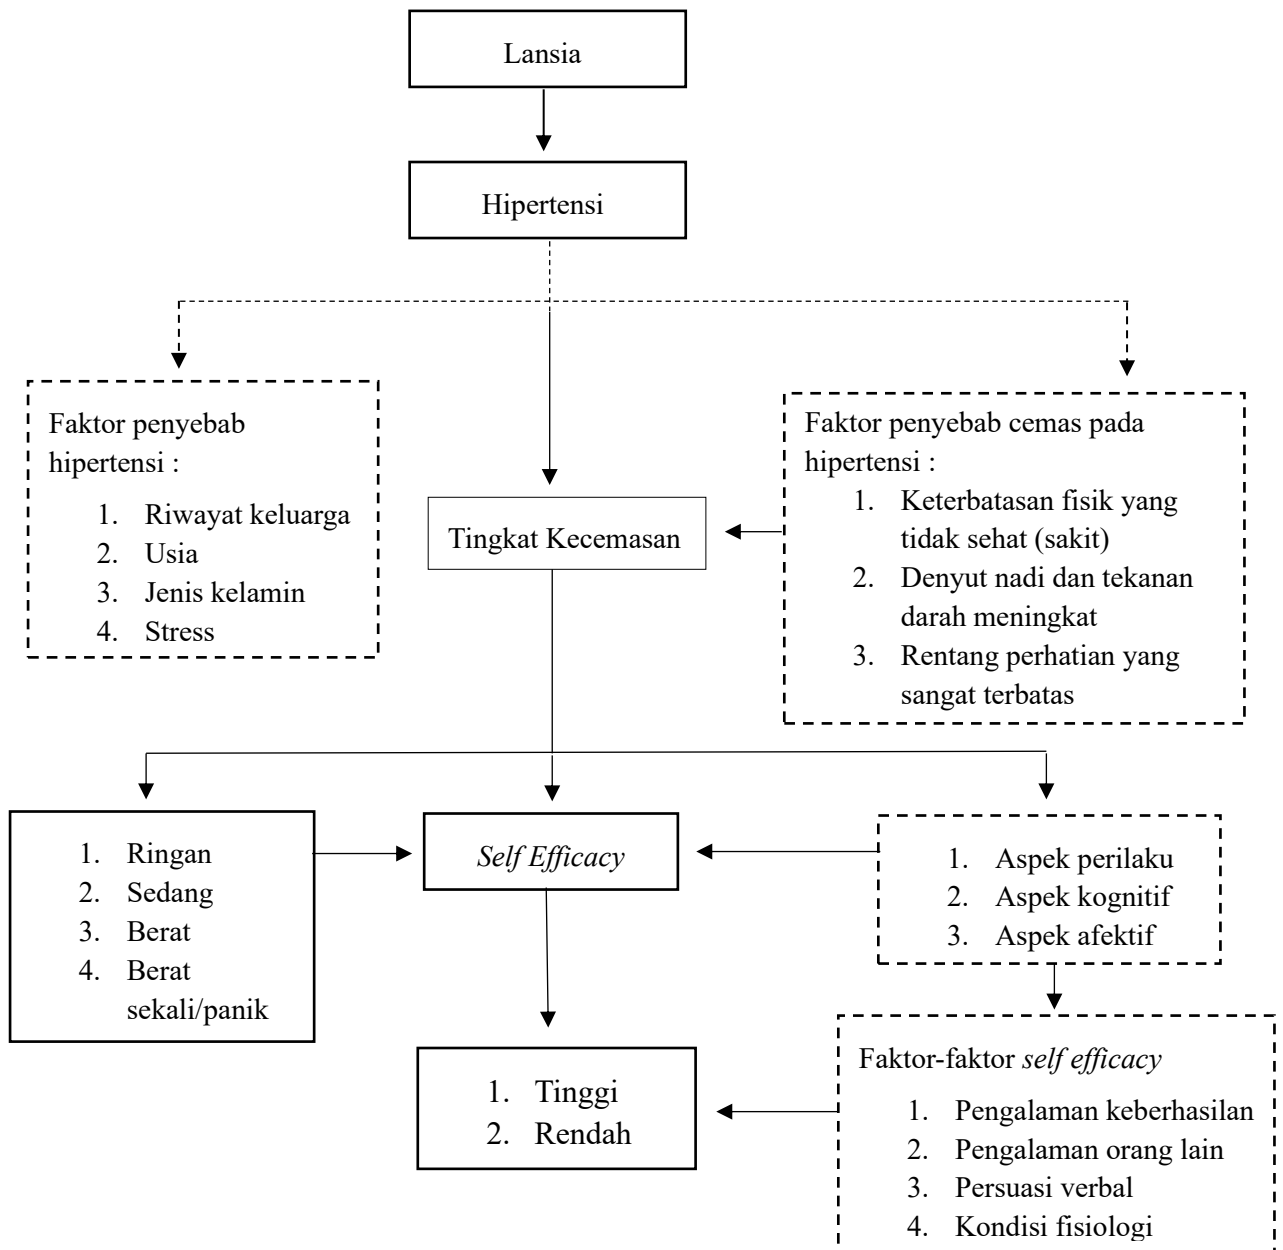 Lansia
Hipertensi
Faktor penyebab
hipertensi :
1. Riwayat keluarga
2. Usia
3. Jenis kelamin
4. Stress
Tingkat Kecemasan
Faktor penyebab cemas pada
hipertensi :
1. Keterbatasan fisik yang
tidak sehat (sakit)
2. Denyut nadi dan tekanan
darah meningkat
3. Rentang perhatian yang
sangat terbatas
1. Ringan
2. Sedang
3. Berat
4. Berat
sekali/panik
Self Efficacy
1. Aspek perilaku
2. Aspek kognitif
3. Aspek afektif
1. Tinggi
2. Rendah
Faktor-faktor self efficacy
1. Pengalaman keberhasilan
2. Pengalaman orang lain
3. Persuasi verbal
4. Kondisi fisiologi